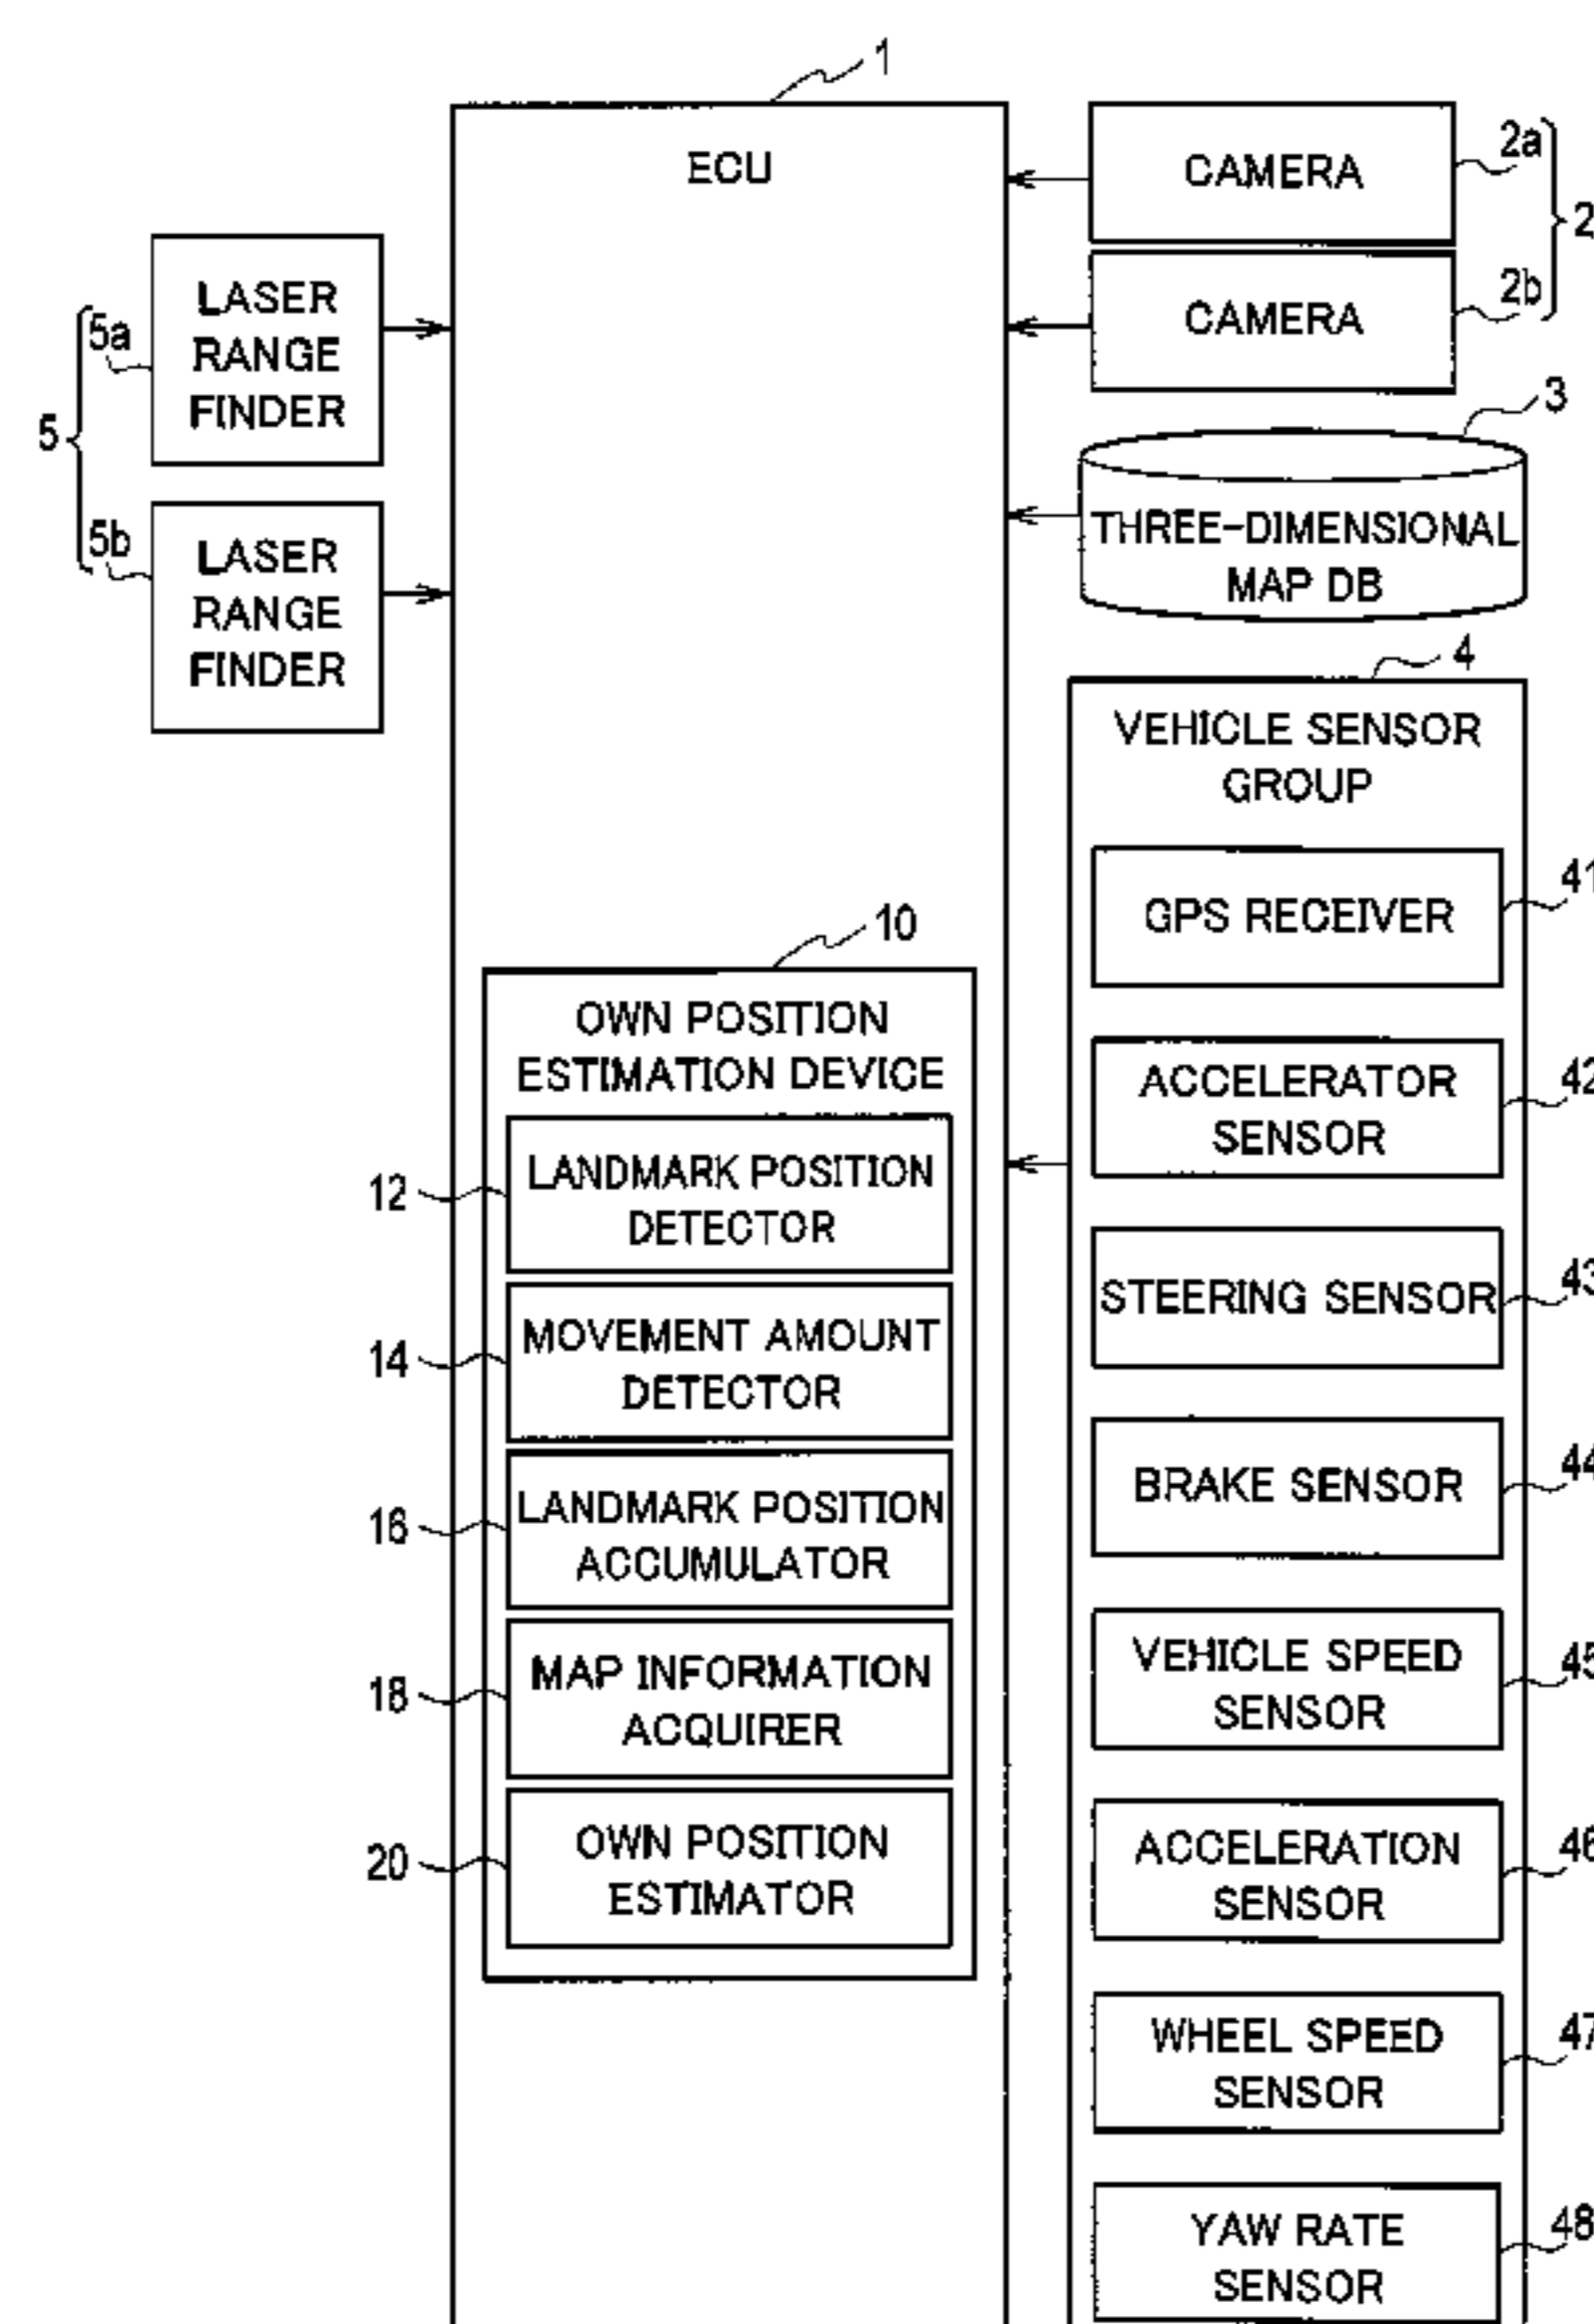 1
ECU
CAMERA
2a
CAMERA
2b
2
LASER
RANGE
FINDER
5a
5
LASER
RANGE
FINDER
5b
3
THREE-DIMENSIONAL
MAP DB
4
VEHICLE SENSOR
GROUP
GPS RECEIVER
41
ACCELERATOR
SENSOR
42
STEERING SENSOR
43
BRAKE SENSOR
44
VEHICLE SPEED
SENSOR
45
ACCELERATION
SENSOR
46
WHEEL SPEED
SENSOR
47
YAW RATE
SENSOR
48
10
OWN POSITION
ESTIMATION DEVICE
12
LANDMARK POSITION
DETECTOR
14
MOVEMENT AMOUNT
DETECTOR
16
LANDMARK POSITION
ACCUMULATOR
18
MAP INFORMATION
ACQUIRER
20
OWN POSITION
ESTIMATOR